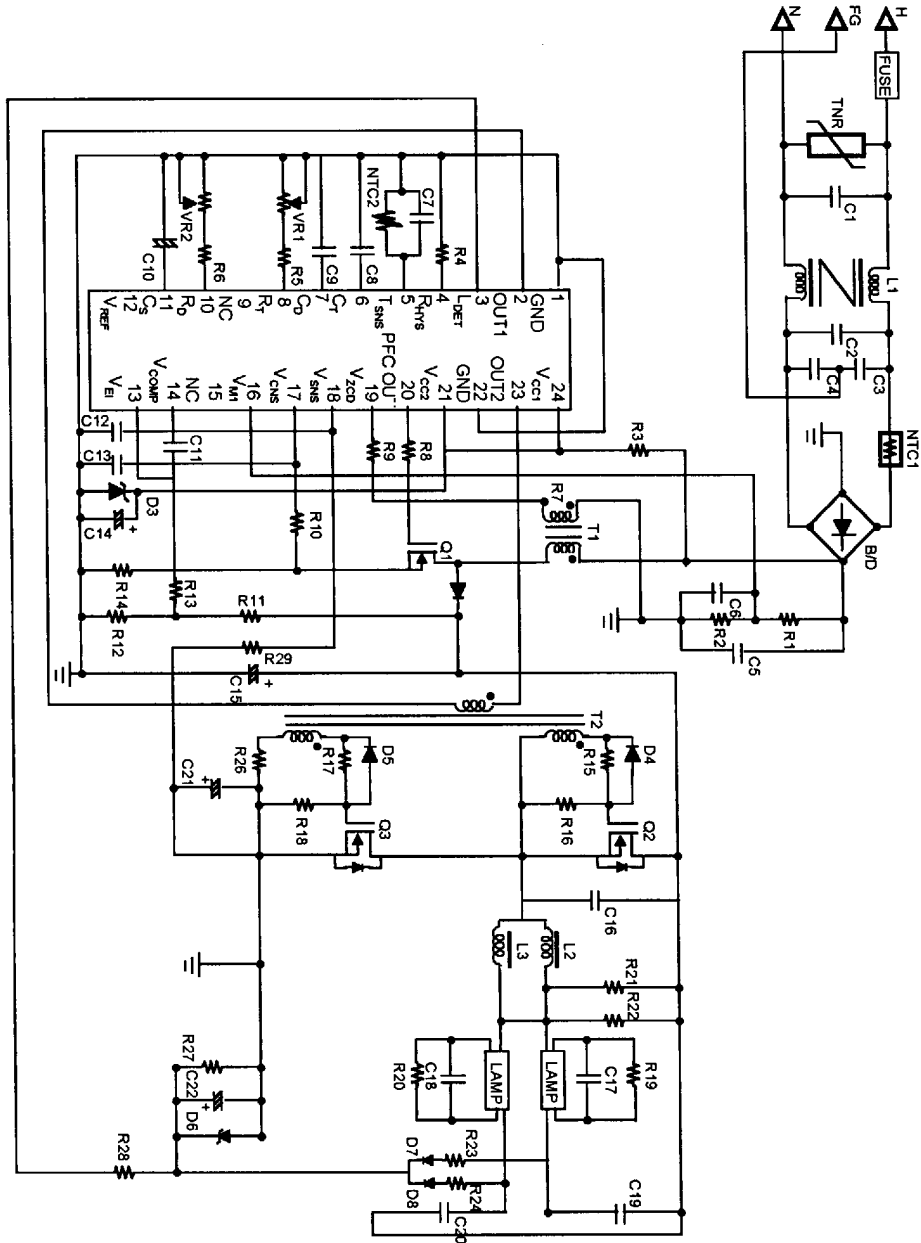 N
FG
H
FUSE
TNR
C1
L1
C2
C4
C3
NTC1
B/D
VR2
C10
R6
VR1
R5
C9
C8
NTC2
C7
R4
VREF
12
CS
11
RD
10
NC
9
RT
8
CD
7
CT
6
TSNS
5
RHYS
4
LDET
3
OUT1
2
GND
1
VEI
13
VCOMP
14
NC
15
VM1
16
VCNS
17
VSNS
18
VZCD
19
PFC OU
20
VCC2
21
GND
22
OUT2
23
VCC1
24
C12
C13
C11
D3
C14
+
R10
R9
R8
R3
R7
T1
Q1
R14
R13
R12
R11
R29
C15
+
C6
R2
R1
C5
T2
R26
R17
D5
R15
D4
C21
+
R18
Q3
R16
Q2
C16
L3
L2
R21
R22
R27
C22
+
D6
R20
C18
LAMP
LAMP
C17
R19
R28
D7
R23
D8
R24
C20
C19